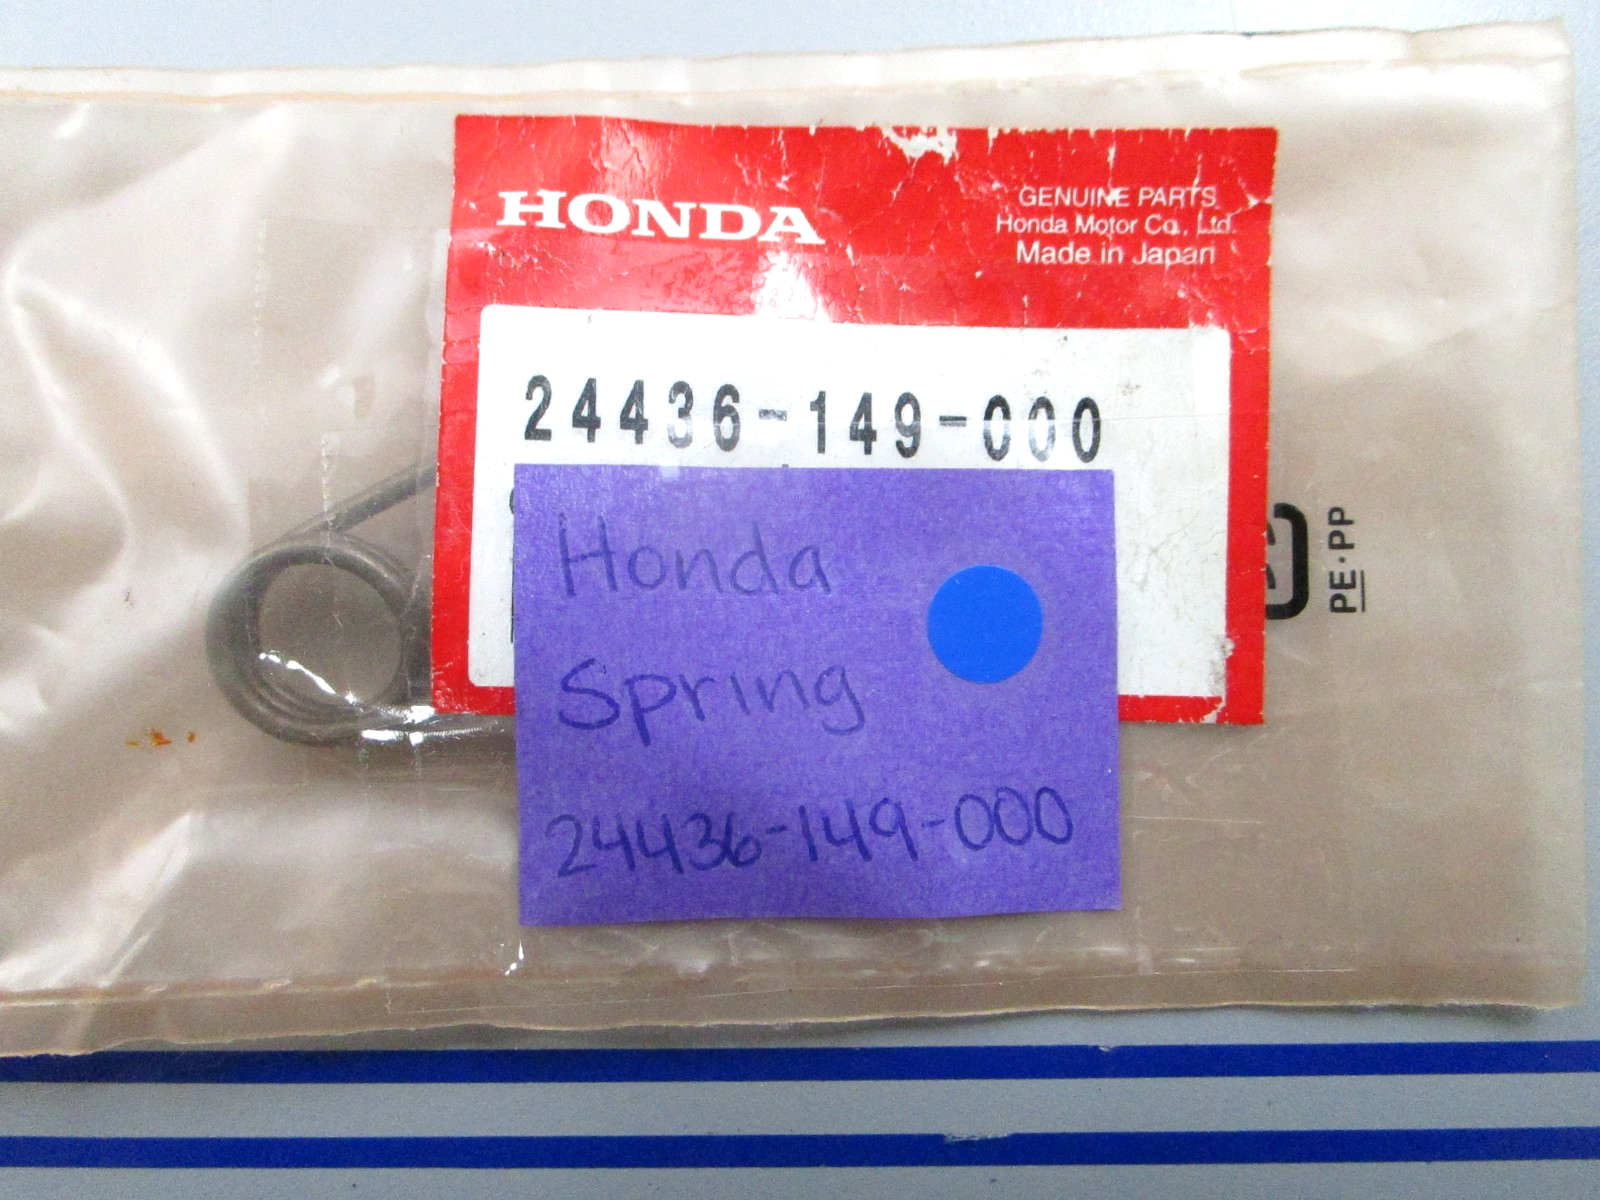 HONDA
GENUINE PARTS
Honda Motor Co., Ltd.
Made in Japan
24436-149-000
Honda
Spring
24436-149-000
PE·PP